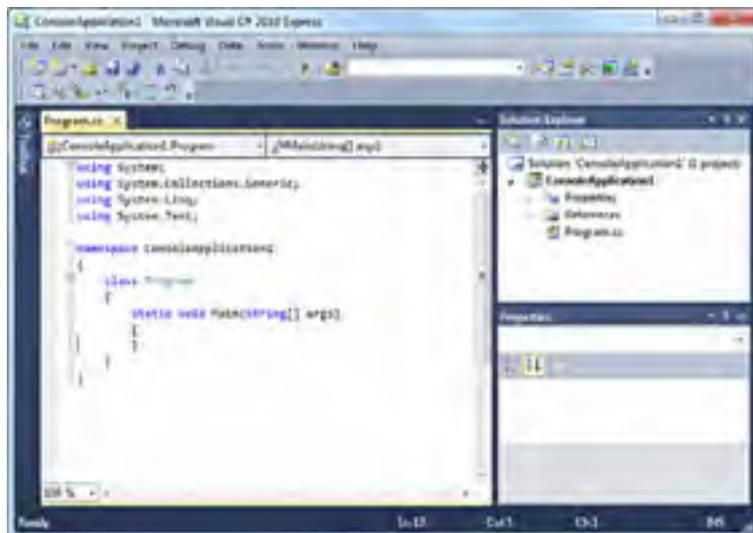 ConsoleApplication1 - Microsoft Visual C# 2010 Express
File Edit View Project Debug Data Tools Window Help
Program.cs
ConsoleApplication1.Program
Main(string[] args)
using System;
using System.Collections.Generic;
using System.Linq;
using System.Text;
namespace ConsoleApplication1
{
class Program
{
static void Main(string[] args)
{
}
}
}
100 %
Solution Explorer
Solution 'ConsoleApplication1' (1 project)
ConsoleApplication1
Properties
References
Program.cs
Properties
Ready
Col 1
Ch 1
INS